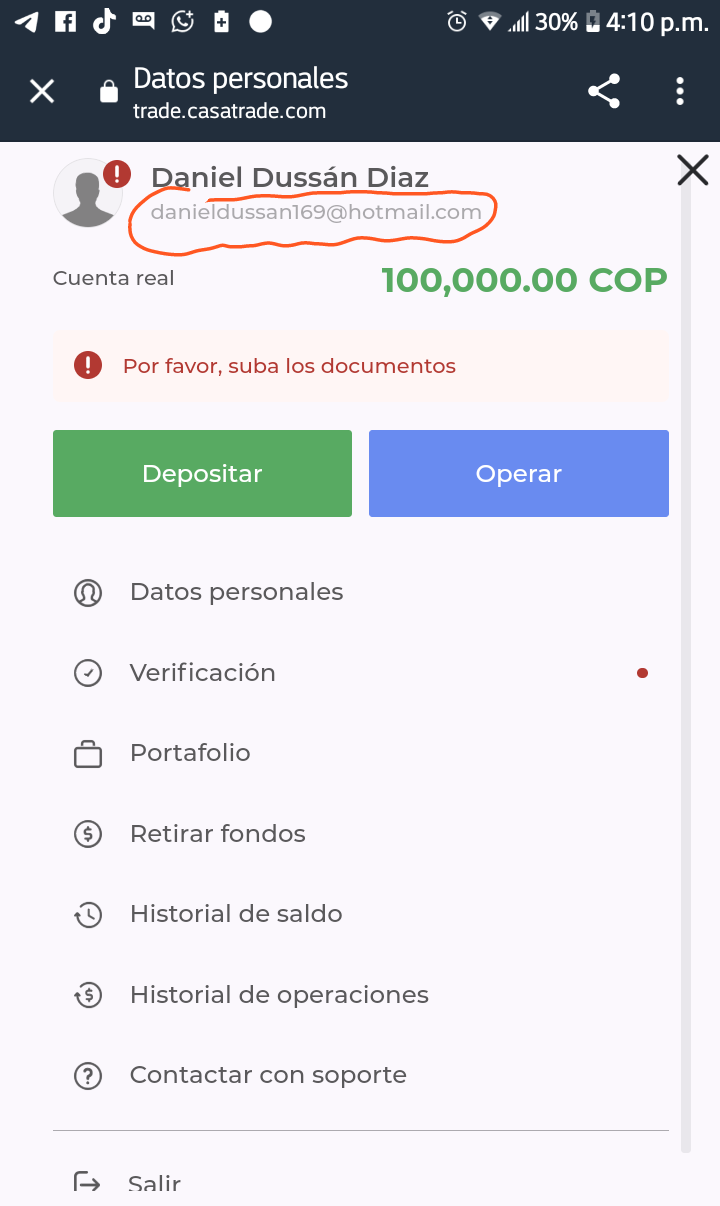 30% 4:10 p.m.
Datos personales
trade.casatrade.com
Daniel Dussán Diaz
danieldussan169@hotmail.com
Cuenta real 100,000.00 COP
Por favor, suba los documentos
Depositar Operar
Datos personales
Verificación
Portafolio
Retirar fondos
Historial de saldo
Historial de operaciones
Contactar con soporte
Salir